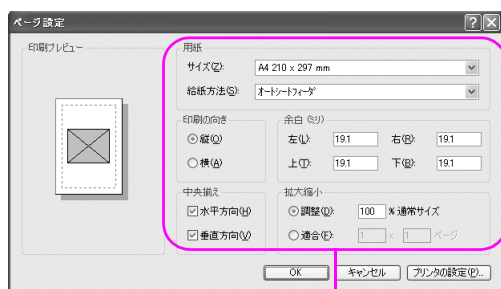 ページ設定
印刷プレビュー
用紙
サイズ(Z): A4 210 x 297 mm
給紙方法(S): オートシートフィーダ
印刷の向き
縦(O)
横(A)
余白 (ミリ)
左(L): 19.1 右(R): 19.1
上(T): 19.1 下(B): 19.1
中央揃え
水平方向(H)
垂直方向(V)
拡大縮小
調整(D): 100 % 通常サイズ
適合(F): 1 x 1 ページ
OK キャンセル プリンタの設定(P)...